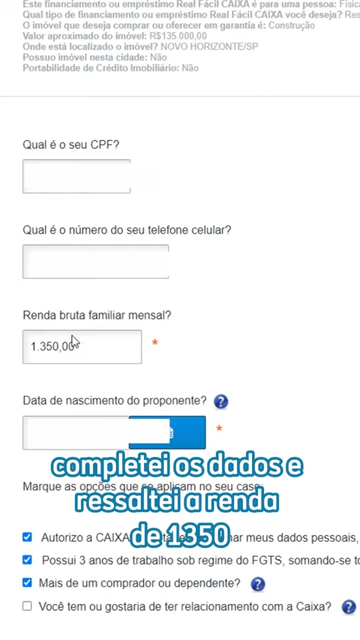 Este financiamento ou empréstimo Real Fácil CAIXA é para uma pessoa: Física
Qual tipo de financiamento ou empréstimo Real Fácil CAIXA você deseja? Res
O imóvel que deseja comprar ou oferecer em garantia é: Construção
Valor aproximado do imóvel: R$135.000,00
Onde está localizado o imóvel? NOVO HORIZONTE/SP
Possuo imóvel nesta cidade: Não
Portabilidade de Crédito Imobiliário: Não
Qual é o seu CPF?
Qual é o número do seu telefone celular?
Renda bruta familiar mensal?
1.350,00 *
Data de nascimento do proponente? ?
*
completei os dados e
Marque as opções que se aplicam no seu caso:
ressaltei a renda
de 1350
Autorizo a CAIXA meus dados pessoais,
Possui 3 anos de trabalho sob regime do FGTS, somando-se to
Mais de um comprador ou dependente? ?
Você tem ou gostaria de ter relacionamento com a Caixa? ?